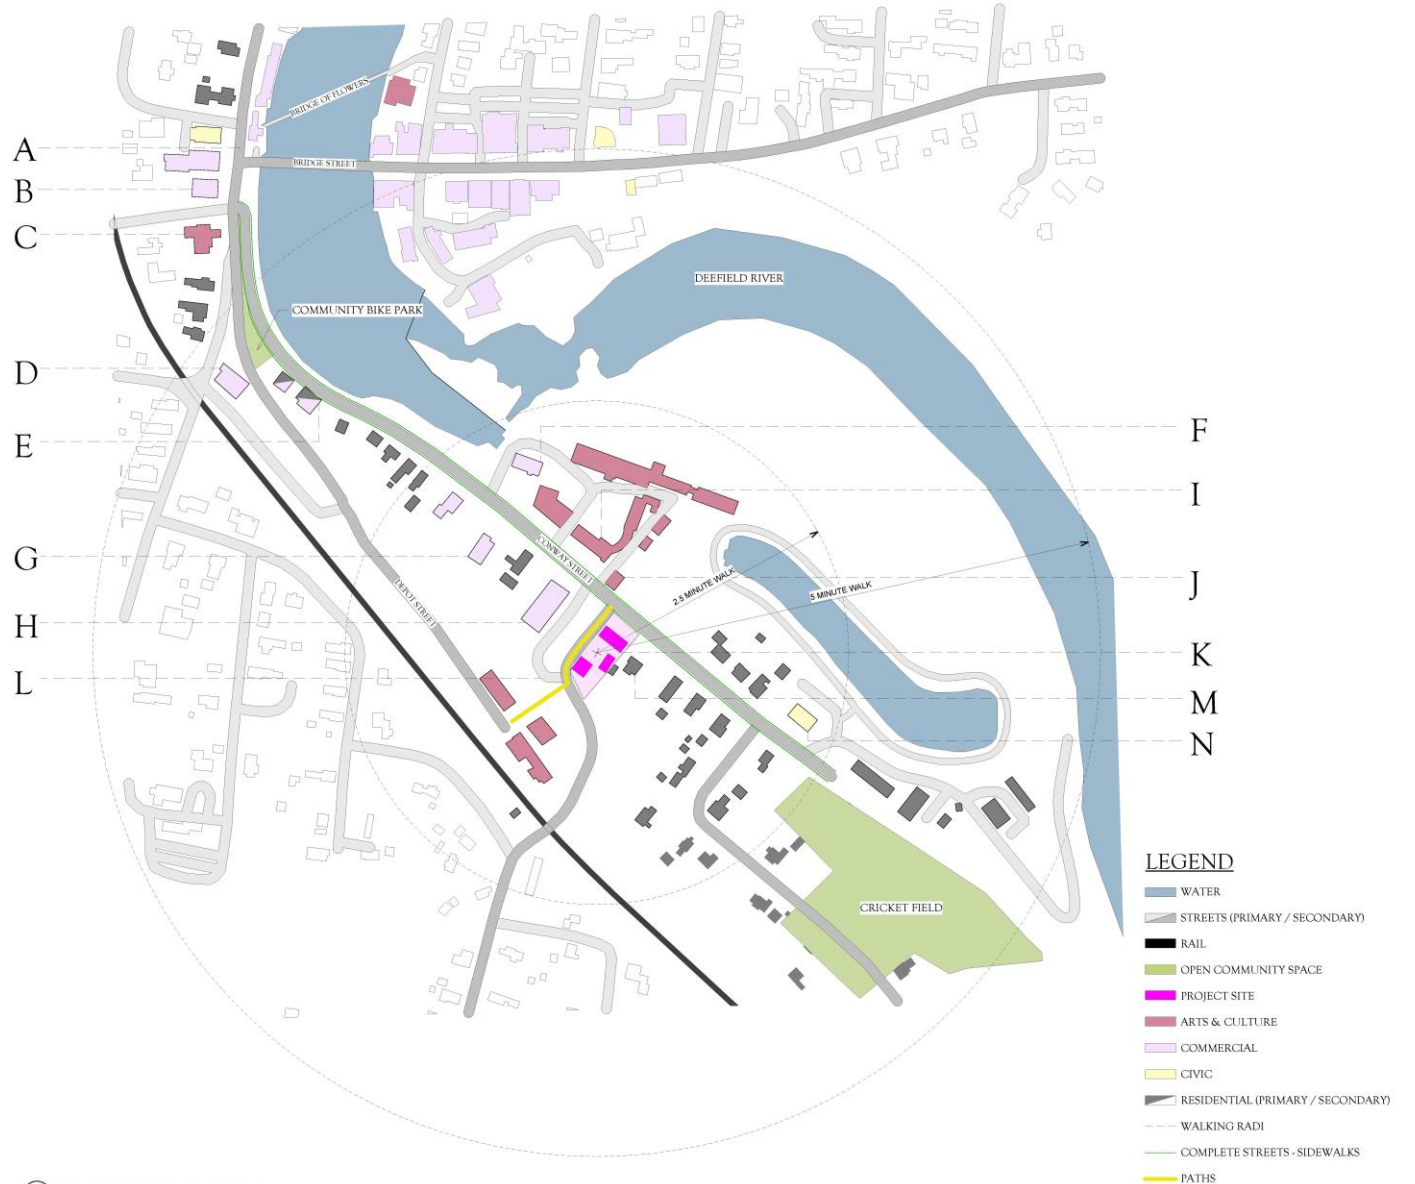 BRIDGE OF FLOWERS
A
BRIDGE STREET
B
C
DEEFIELD RIVER
COMMUNITY BIKE PARK
D
F
E
I
CONWAY STREET
G
2.5 MINUTE WALK
5 MINUTE WALK
J
DEPOT STREET
H
K
L
M
N
CRICKET FIELD
LEGEND
WATER
STREETS (PRIMARY / SECONDARY)
RAIL
OPEN COMMUNITY SPACE
PROJECT SITE
ARTS & CULTURE
COMMERCIAL
CIVIC
RESIDENTIAL (PRIMARY / SECONDARY)
WALKING RADI
COMPLETE STREETS - SIDEWALKS
PATHS